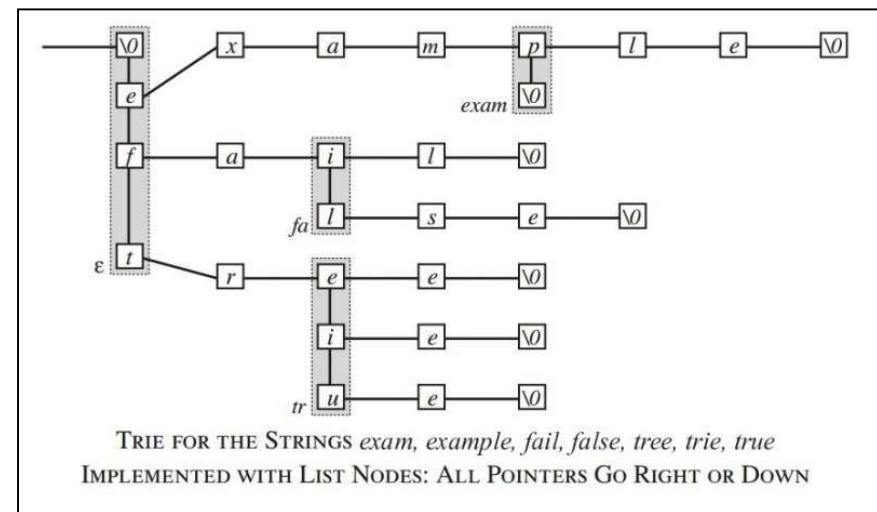 \0 x a m p l e \0
e
exam \0
f a i l \0
fa l s e \0
ε t
r e e \0
i e \0
tr u e \0
TRIE FOR THE STRINGS exam, example, fail, false, tree, trie, true
IMPLEMENTED WITH LIST NODES: ALL POINTERS GO RIGHT OR DOWN